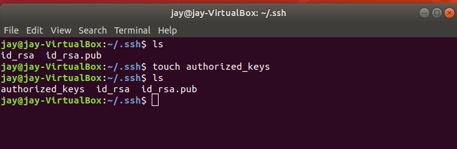 jay@jay-VirtualBox: ~/.ssh
File Edit View Search Terminal Help
jay@jay-VirtualBox:~/.ssh$ ls
id_rsa  id_rsa.pub
jay@jay-VirtualBox:~/.ssh$ touch authorized_keys
jay@jay-VirtualBox:~/.ssh$ ls
authorized_keys  id_rsa  id_rsa.pub
jay@jay-VirtualBox:~/.ssh$